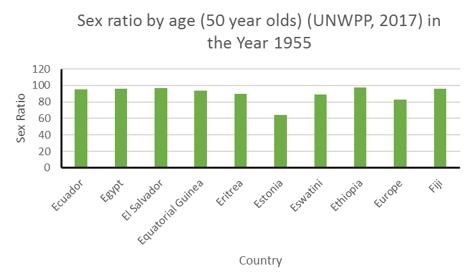 Sex ratio by age (50 year olds) (UNWPP, 2017) in
the Year 1955
120
100
80
60
40
20
0
Sex Ratio
Ecuador
Egypt
El Salvador
Equatorial Guinea
Eritrea
Estonia
Eswatini
Ethiopia
Europe
Fiji
Country